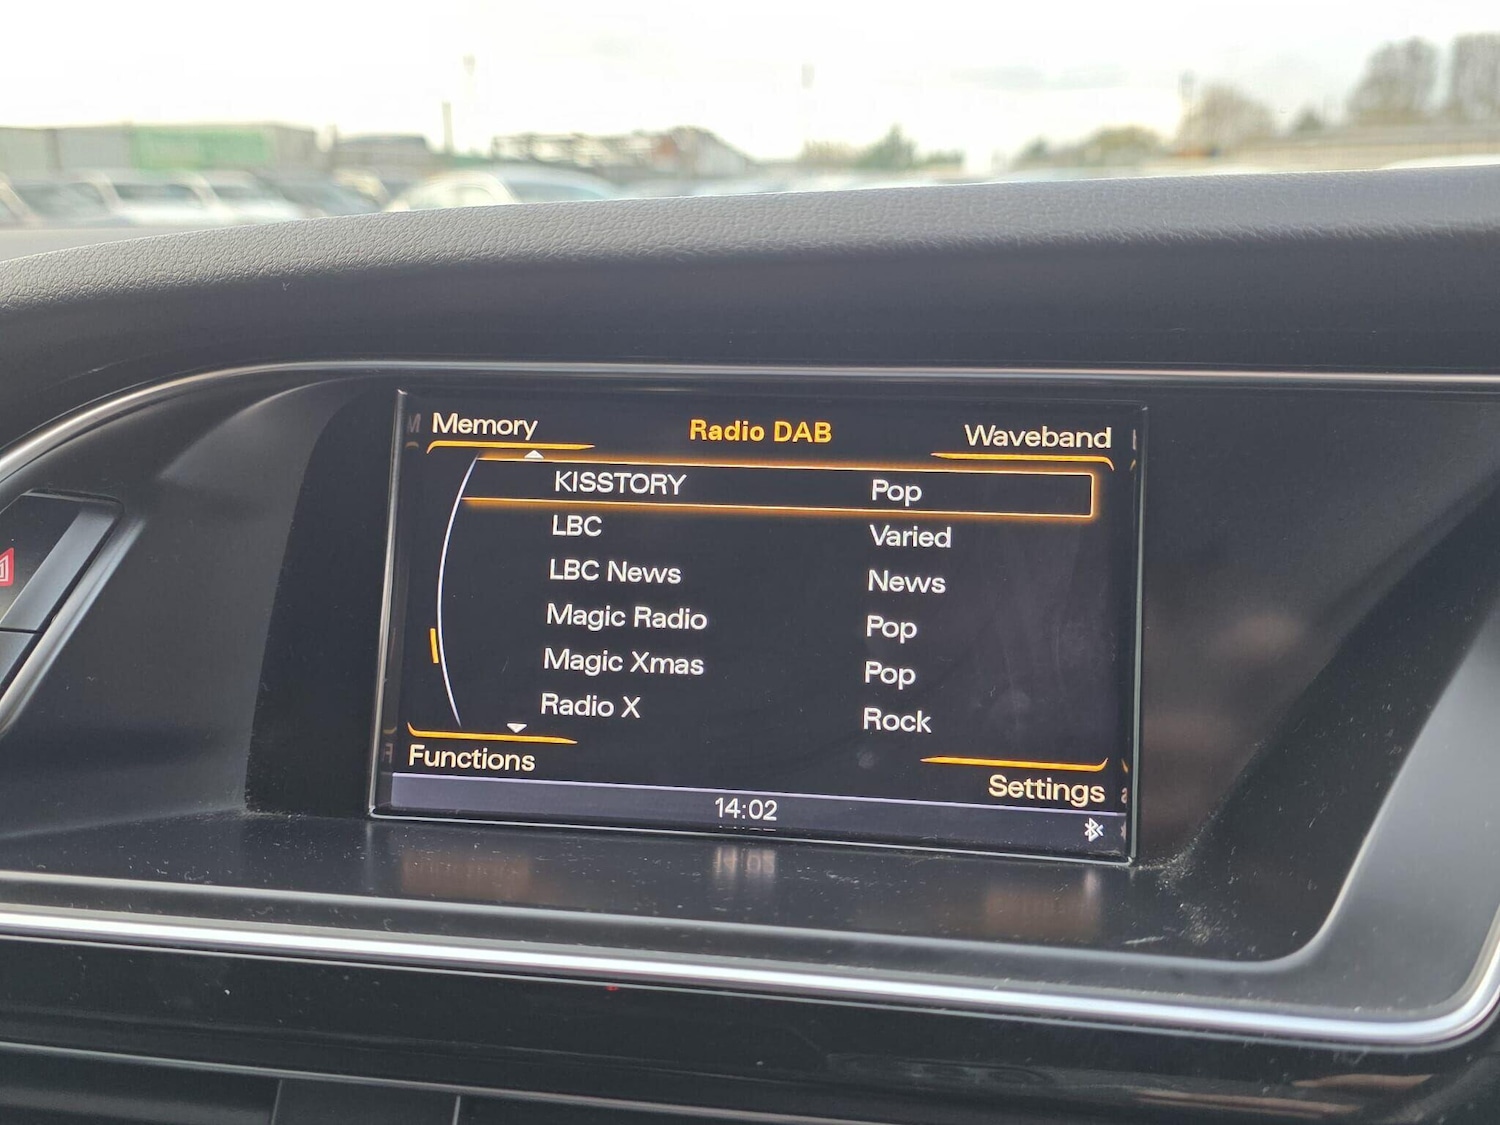 Memory Radio DAB Waveband
KISSTORY Pop
LBC Varied
LBC News News
Magic Radio Pop
Magic Xmas Pop
Radio X Rock
Functions Settings
14:02